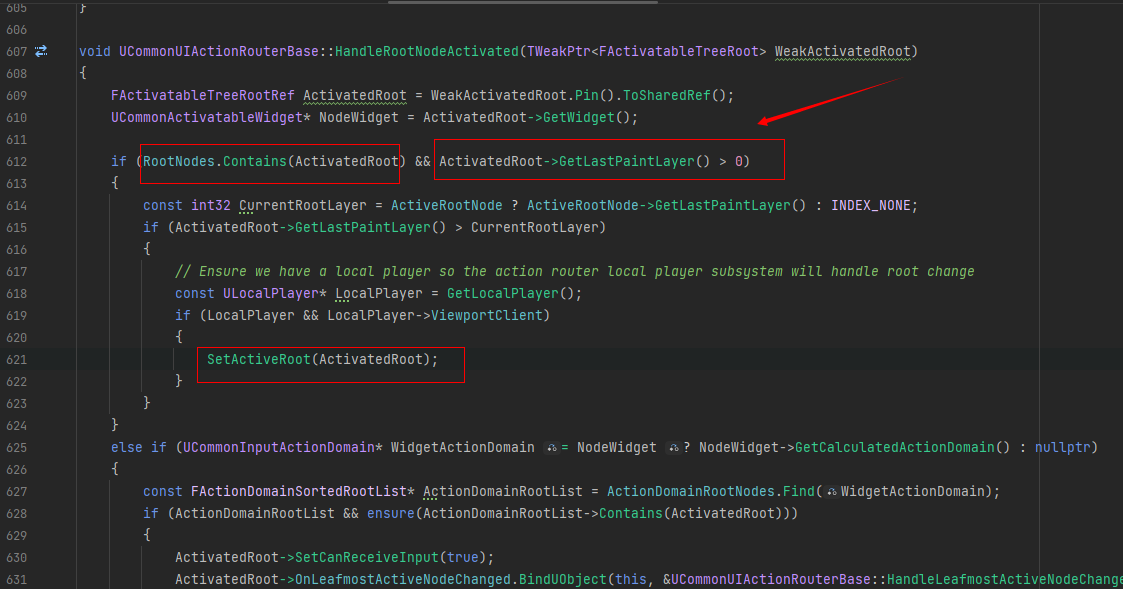 605 }
606
607 void UCommonUIActionRouterBase::HandleRootNodeActivated(TWeakPtr<FActivatableTreeRoot> WeakActivatedRoot)
608 {
609 FActivatableTreeRootRef ActivatedRoot = WeakActivatedRoot.Pin().ToSharedRef();
610 UCommonActivatableWidget* NodeWidget = ActivatedRoot->GetWidget();
611
612 if (RootNodes.Contains(ActivatedRoot) && ActivatedRoot->GetLastPaintLayer() > 0)
613 {
614 const int32 CurrentRootLayer = ActiveRootNode ? ActiveRootNode->GetLastPaintLayer() : INDEX_NONE;
615 if (ActivatedRoot->GetLastPaintLayer() > CurrentRootLayer)
616 {
617 // Ensure we have a local player so the action router local player subsystem will handle root change
618 const ULocalPlayer* LocalPlayer = GetLocalPlayer();
619 if (LocalPlayer && LocalPlayer->ViewportClient)
620 {
621 SetActiveRoot(ActivatedRoot);
622 }
623 }
624 }
625 else if (UCommonInputActionDomain* WidgetActionDomain = NodeWidget ? NodeWidget->GetCalculatedActionDomain() : nullptr)
626 {
627 const FActionDomainSortedRootList* ActionDomainRootList = ActionDomainRootNodes.Find(WidgetActionDomain);
628 if (ActionDomainRootList && ensure(ActionDomainRootList->Contains(ActivatedRoot)))
629 {
630 ActivatedRoot->SetCanReceiveInput(true);
631 ActivatedRoot->OnLeafmostActiveNodeChanged.BindUObject(this, &UCommonUIActionRouterBase::HandleLeafmostActiveNodeChange